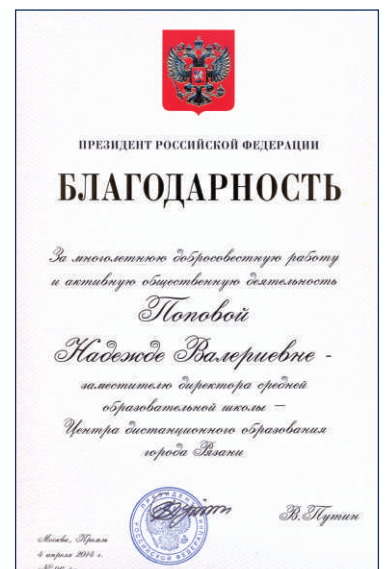 ПРЕЗИДЕНТ РОССИЙСКОЙ ФЕДЕРАЦИИ
БЛАГОДАРНОСТЬ
За многолетнюю добросовестную работу
и активную общественную деятельность
Поповой
Надежде Валериевне -
заместителю директора средней
образовательной школы —
Центра дистанционного образования
города Рязани
В.Путин
Москва, Кремль
4 апреля 2014 г.